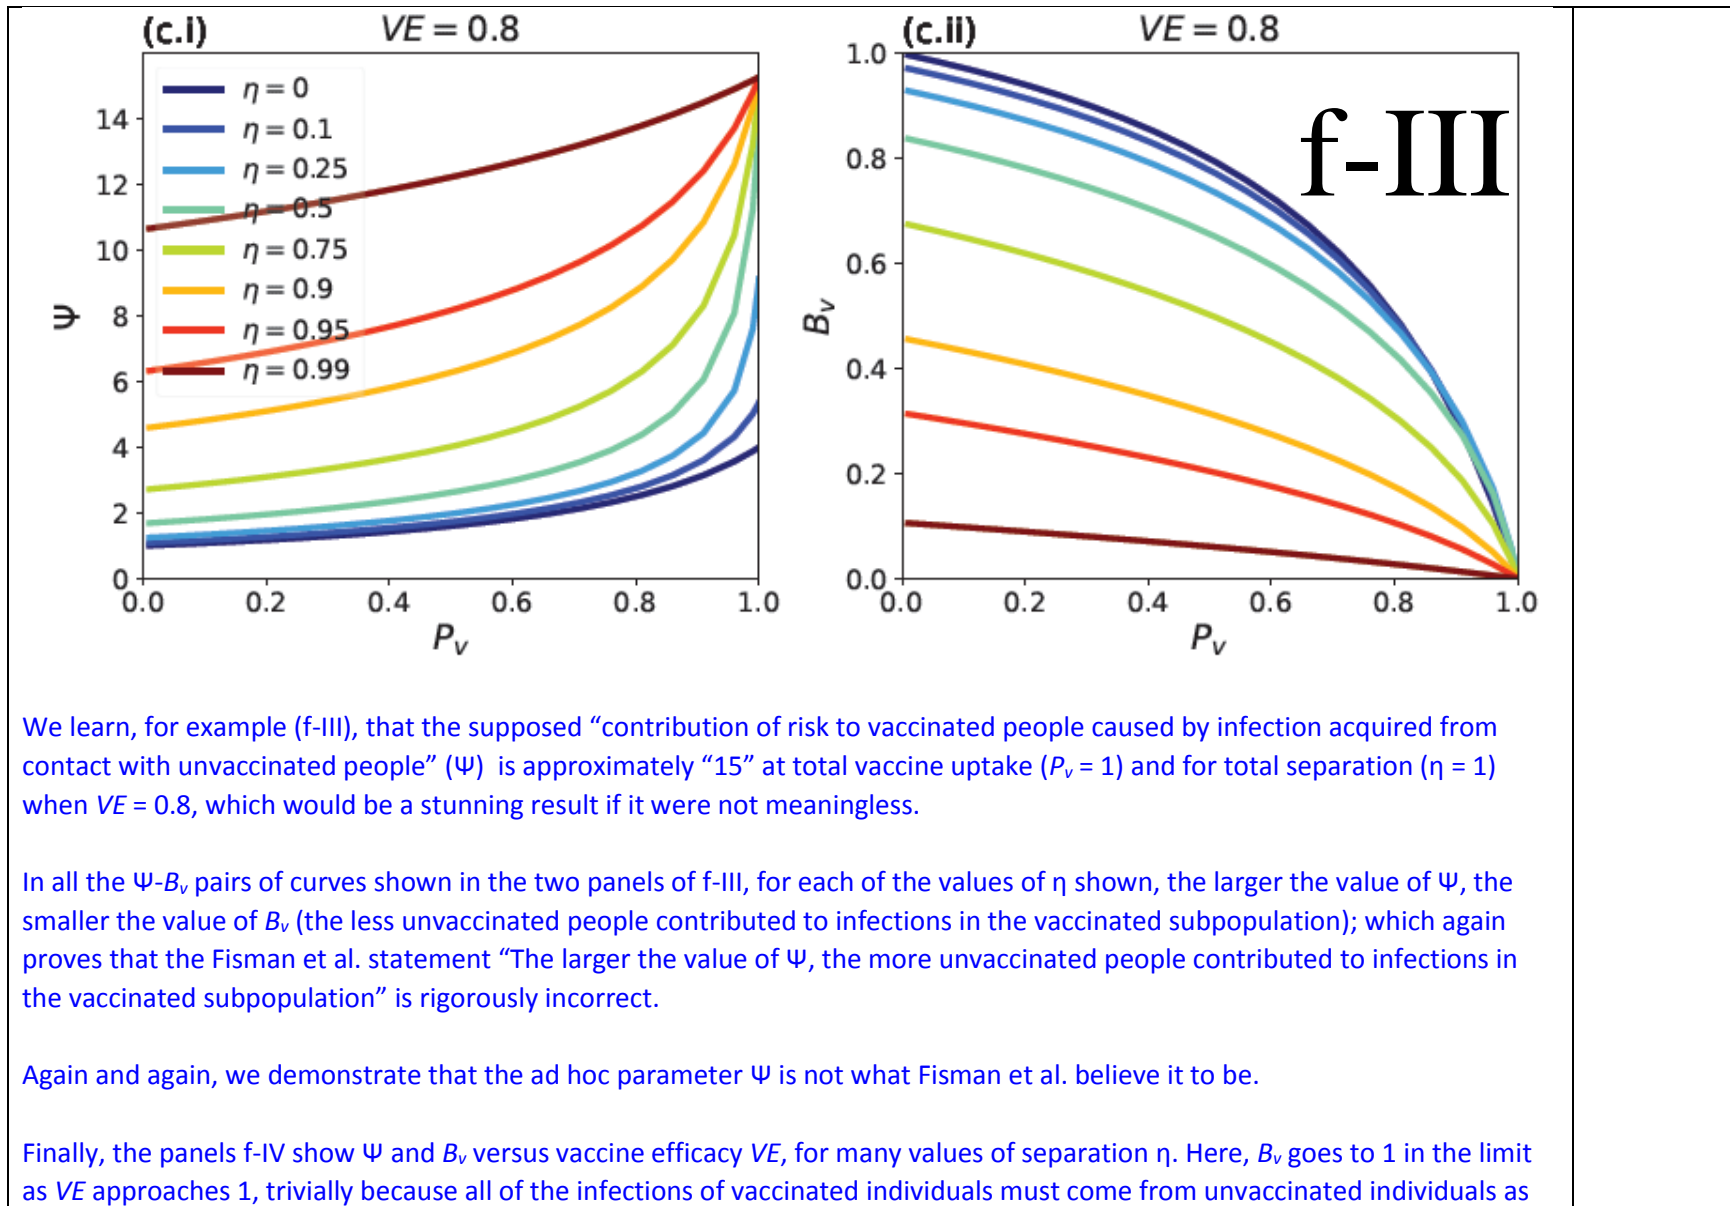 (c.i) VE = 0.8
(c.ii) VE = 0.8
f-III
η = 0
η = 0.1
η = 0.25
η = 0.5
η = 0.75
η = 0.9
η = 0.95
η = 0.99
14
12
10
8
6
4
2
0
Ψ
0.0 0.2 0.4 0.6 0.8 1.0
Pᵥ
1.0
0.8
0.6
0.4
0.2
0.0
Bᵥ
0.0 0.2 0.4 0.6 0.8 1.0
Pᵥ
We learn, for example (f-III), that the supposed “contribution of risk to vaccinated people caused by infection acquired from
contact with unvaccinated people” (Ψ) is approximately “15” at total vaccine uptake (Pᵥ = 1) and for total separation (η = 1)
when VE = 0.8, which would be a stunning result if it were not meaningless.
In all the Ψ-Bᵥ pairs of curves shown in the two panels of f-III, for each of the values of η shown, the larger the value of Ψ, the
smaller the value of Bᵥ (the less unvaccinated people contributed to infections in the vaccinated subpopulation); which again
proves that the Fisman et al. statement “The larger the value of Ψ, the more unvaccinated people contributed to infections in
the vaccinated subpopulation” is rigorously incorrect.
Again and again, we demonstrate that the ad hoc parameter Ψ is not what Fisman et al. believe it to be.
Finally, the panels f-IV show Ψ and Bᵥ versus vaccine efficacy VE, for many values of separation η. Here, Bᵥ goes to 1 in the limit
as VE approaches 1, trivially because all of the infections of vaccinated individuals must come from unvaccinated individuals as